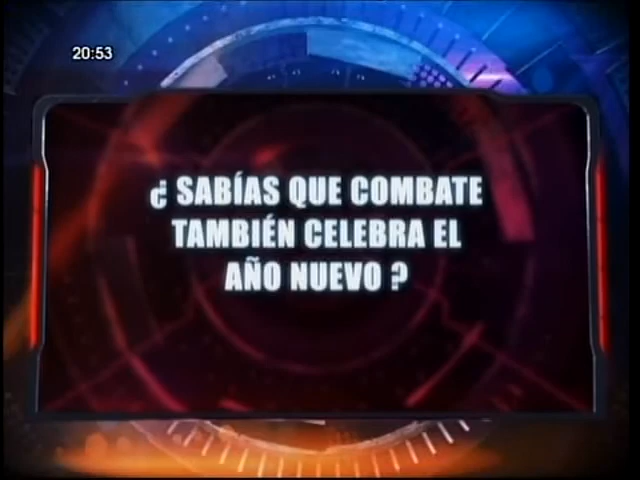 20:53
¿ SABÍAS QUE COMBATE
TAMBIÉN CELEBRA EL
AÑO NUEVO ?